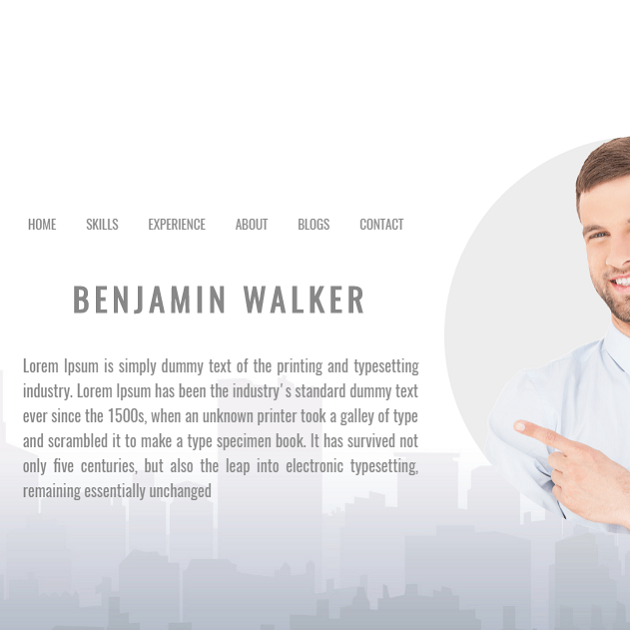 HOME SKILLS EXPERIENCE ABOUT BLOGS CONTACT
BENJAMIN WALKER
Lorem Ipsum is simply dummy text of the printing and typesetting
industry. Lorem Ipsum has been the industry's standard dummy text
ever since the 1500s, when an unknown printer took a galley of type
and scrambled it to make a type specimen book. It has survived not
only five centuries, but also the leap into electronic typesetting,
remaining essentially unchanged